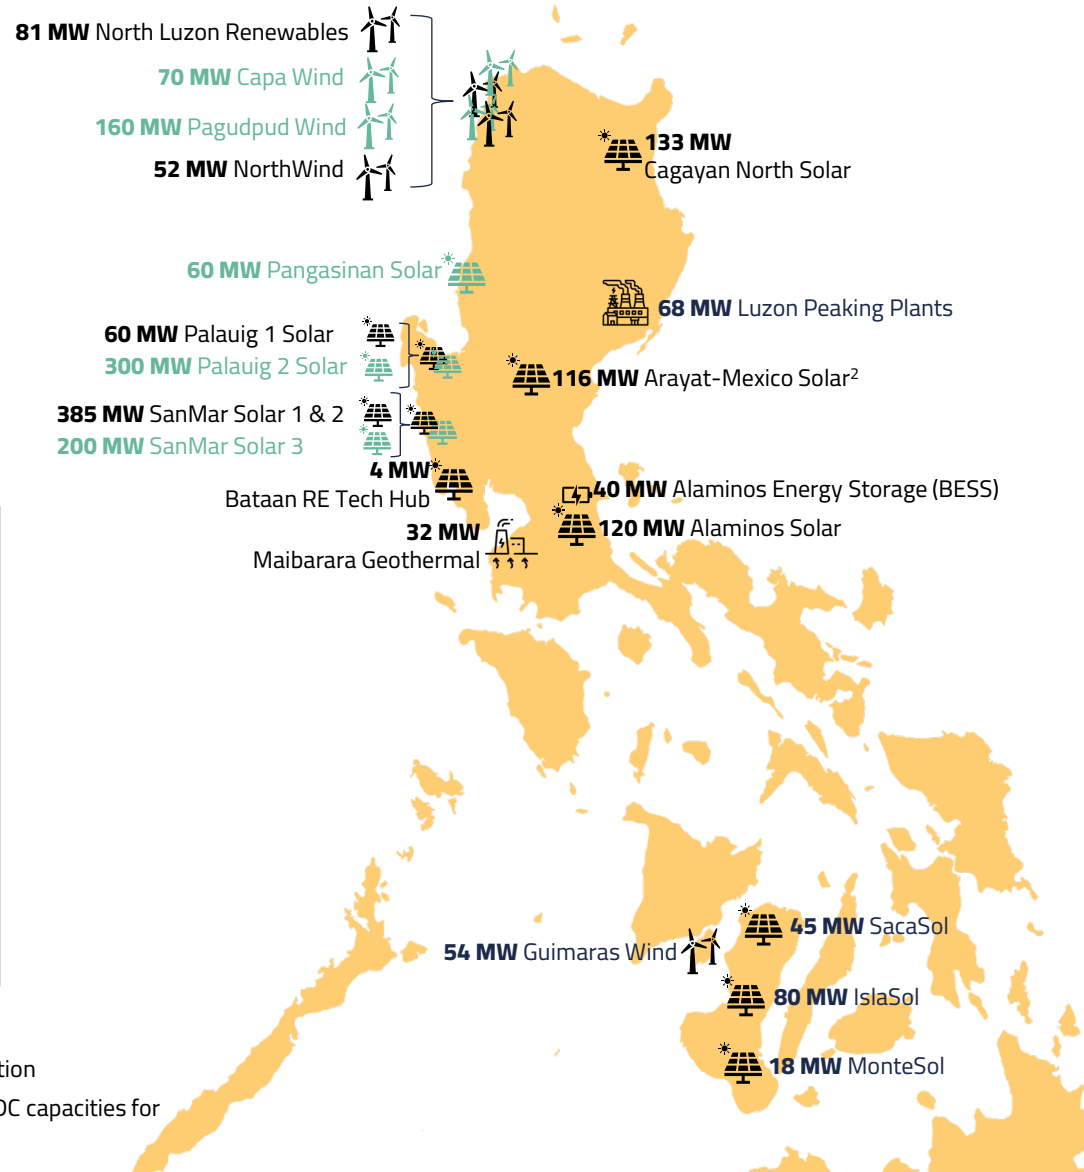 81 MW North Luzon Renewables
70 MW Capa Wind
160 MW Pagudpud Wind
52 MW NorthWind
133 MW
Cagayan North Solar
60 MW Pangasinan Solar
68 MW Luzon Peaking Plants
60 MW Palauig 1 Solar
300 MW Palauig 2 Solar
116 MW Arayat-Mexico Solar²
385 MW SanMar Solar 1 & 2
200 MW SanMar Solar 3
4 MW
Bataan RE Tech Hub
40 MW Alaminos Energy Storage (BESS)
120 MW Alaminos Solar
32 MW
Maibarara Geothermal
45 MW SacaSol
54 MW Guimaras Wind
80 MW IslaSol
18 MW MonteSol
tion
DC capacities for